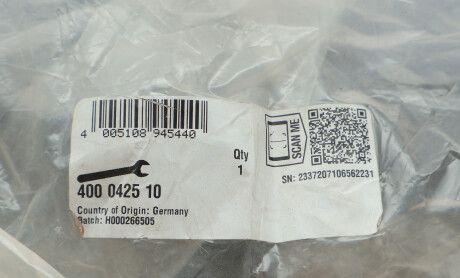 4 005108 945440
Qty
1
400 0425 10
Country of Origin: Germany
Batch: H000266505
SCAN ME
SN: 2337207106562231